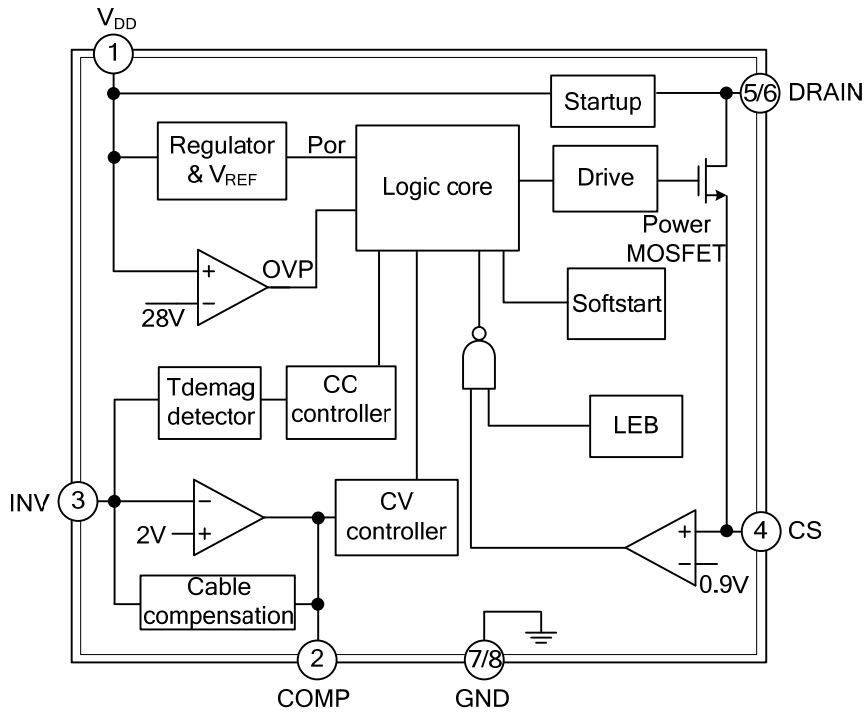 VDD
1
Startup
5/6
DRAIN
Regulator
& VREF
Por
Logic core
Drive
Power
MOSFET
+
OVP
−
28V
Softstart
Tdemag
detector
CC
controller
LEB
INV
3
−
2V
+
CV
controller
+
4
CS
−
0.9V
Cable
compensation
2
7/8
COMP
GND